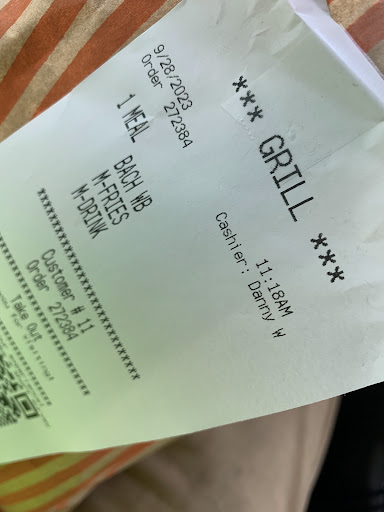 *** GRILL ***
9/28/2023 11:18AM
Order 272384 Cashier: Danny W
1 MEAL
BACH WB
M-FRIES
M-DRINK
Customer # 11
Order 272384
Take Out